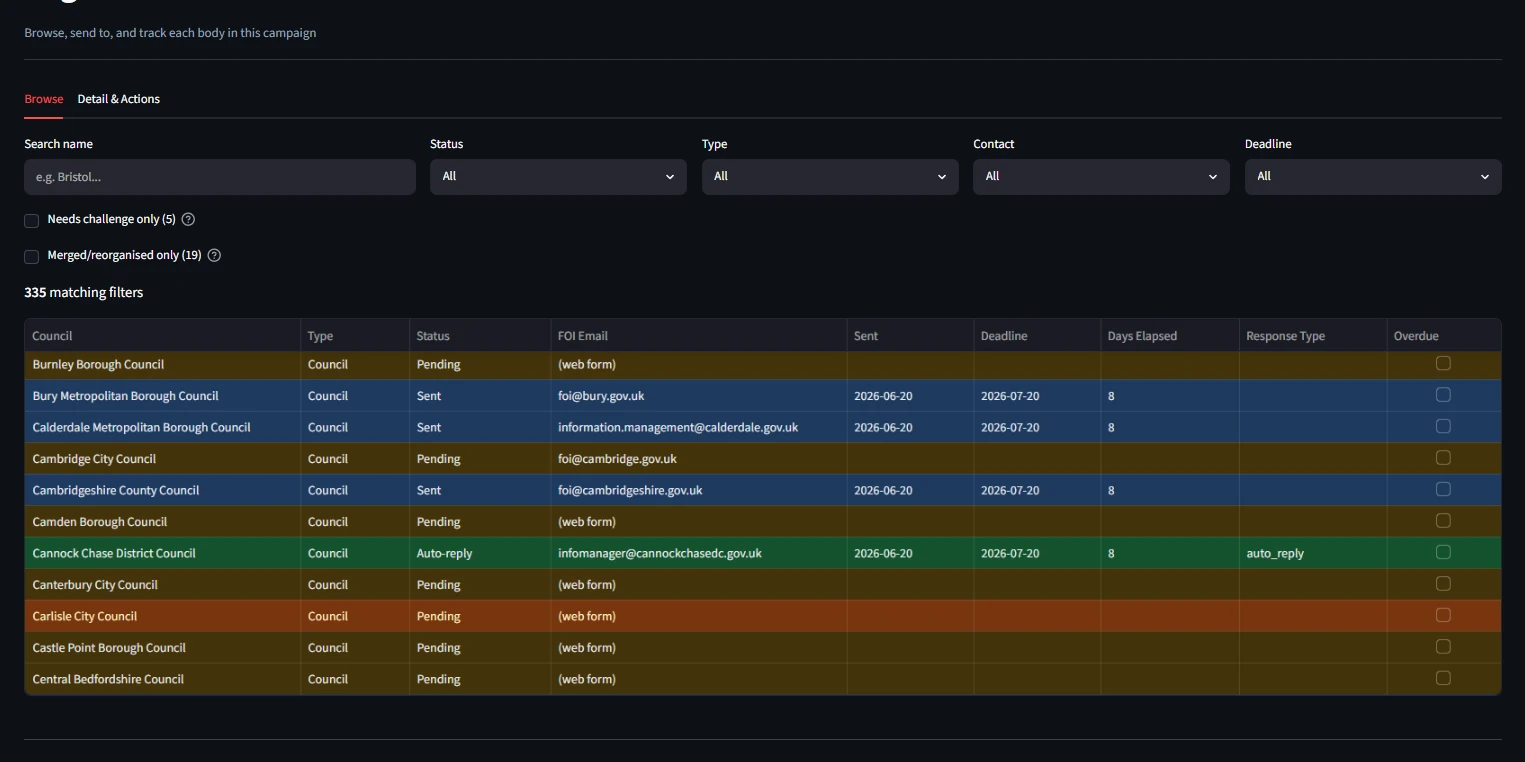 Browse, send to, and track each body in this campaign
Browse Detail & Actions
Search name Status Type Contact Deadline
e.g. Bristol... All All All All
Needs challenge only (5) ?
Merged/reorganised only (19) ?
335 matching filters
Council Type Status FOI Email Sent Deadline Days Elapsed Response Type Overdue
Burnley Borough Council Council Pending (web form)
Bury Metropolitan Borough Council Council Sent foi@bury.gov.uk 2026-06-20 2026-07-20 8
Calderdale Metropolitan Borough Council Council Sent information.management@calderdale.gov.uk 2026-06-20 2026-07-20 8
Cambridge City Council Council Pending foi@cambridge.gov.uk
Cambridgeshire County Council Council Sent foi@cambridgeshire.gov.uk 2026-06-20 2026-07-20 8
Camden Borough Council Council Pending (web form)
Cannock Chase District Council Council Auto-reply infomanager@cannockchasedc.gov.uk 2026-06-20 2026-07-20 8 auto_reply
Canterbury City Council Council Pending (web form)
Carlisle City Council Council Pending (web form)
Castle Point Borough Council Council Pending (web form)
Central Bedfordshire Council Council Pending (web form)